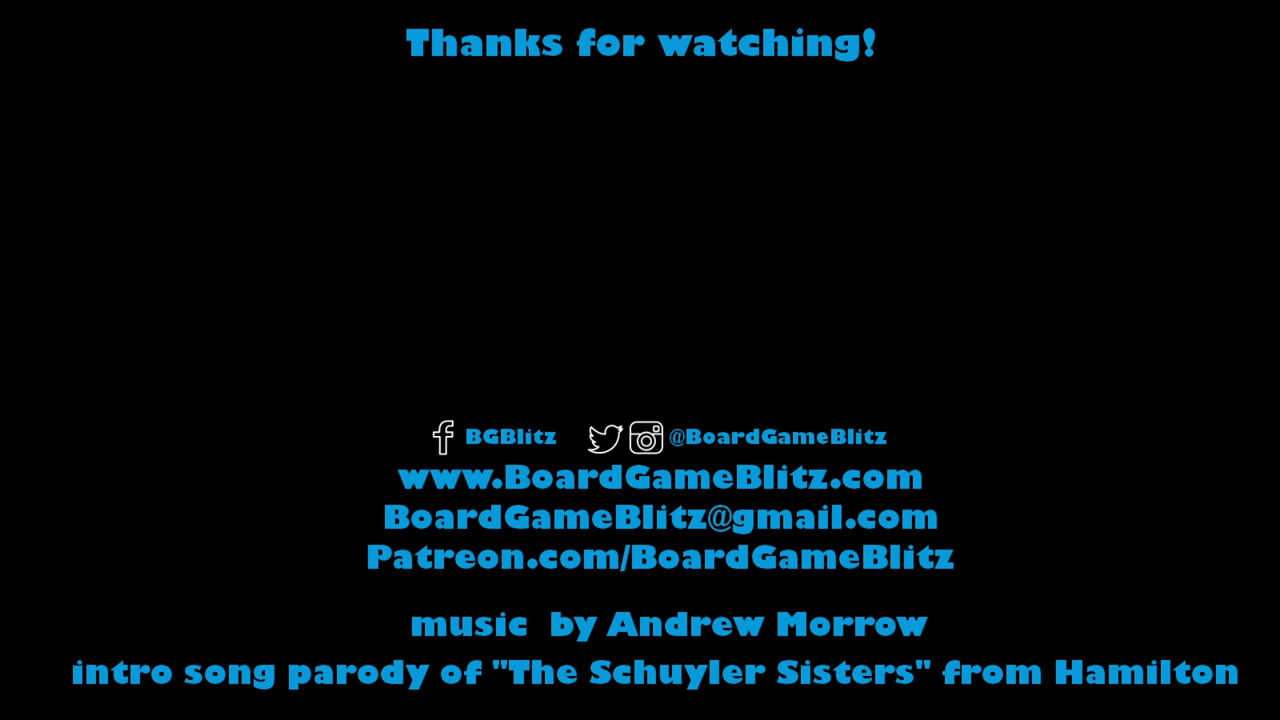 Thanks for watching!
BGBlitz @BoardGameBlitz
www.BoardGameBlitz.com
BoardGameBlitz@gmail.com
Patreon.com/BoardGameBlitz
music by Andrew Morrow
intro song parody of "The Schuyler Sisters" from Hamilton